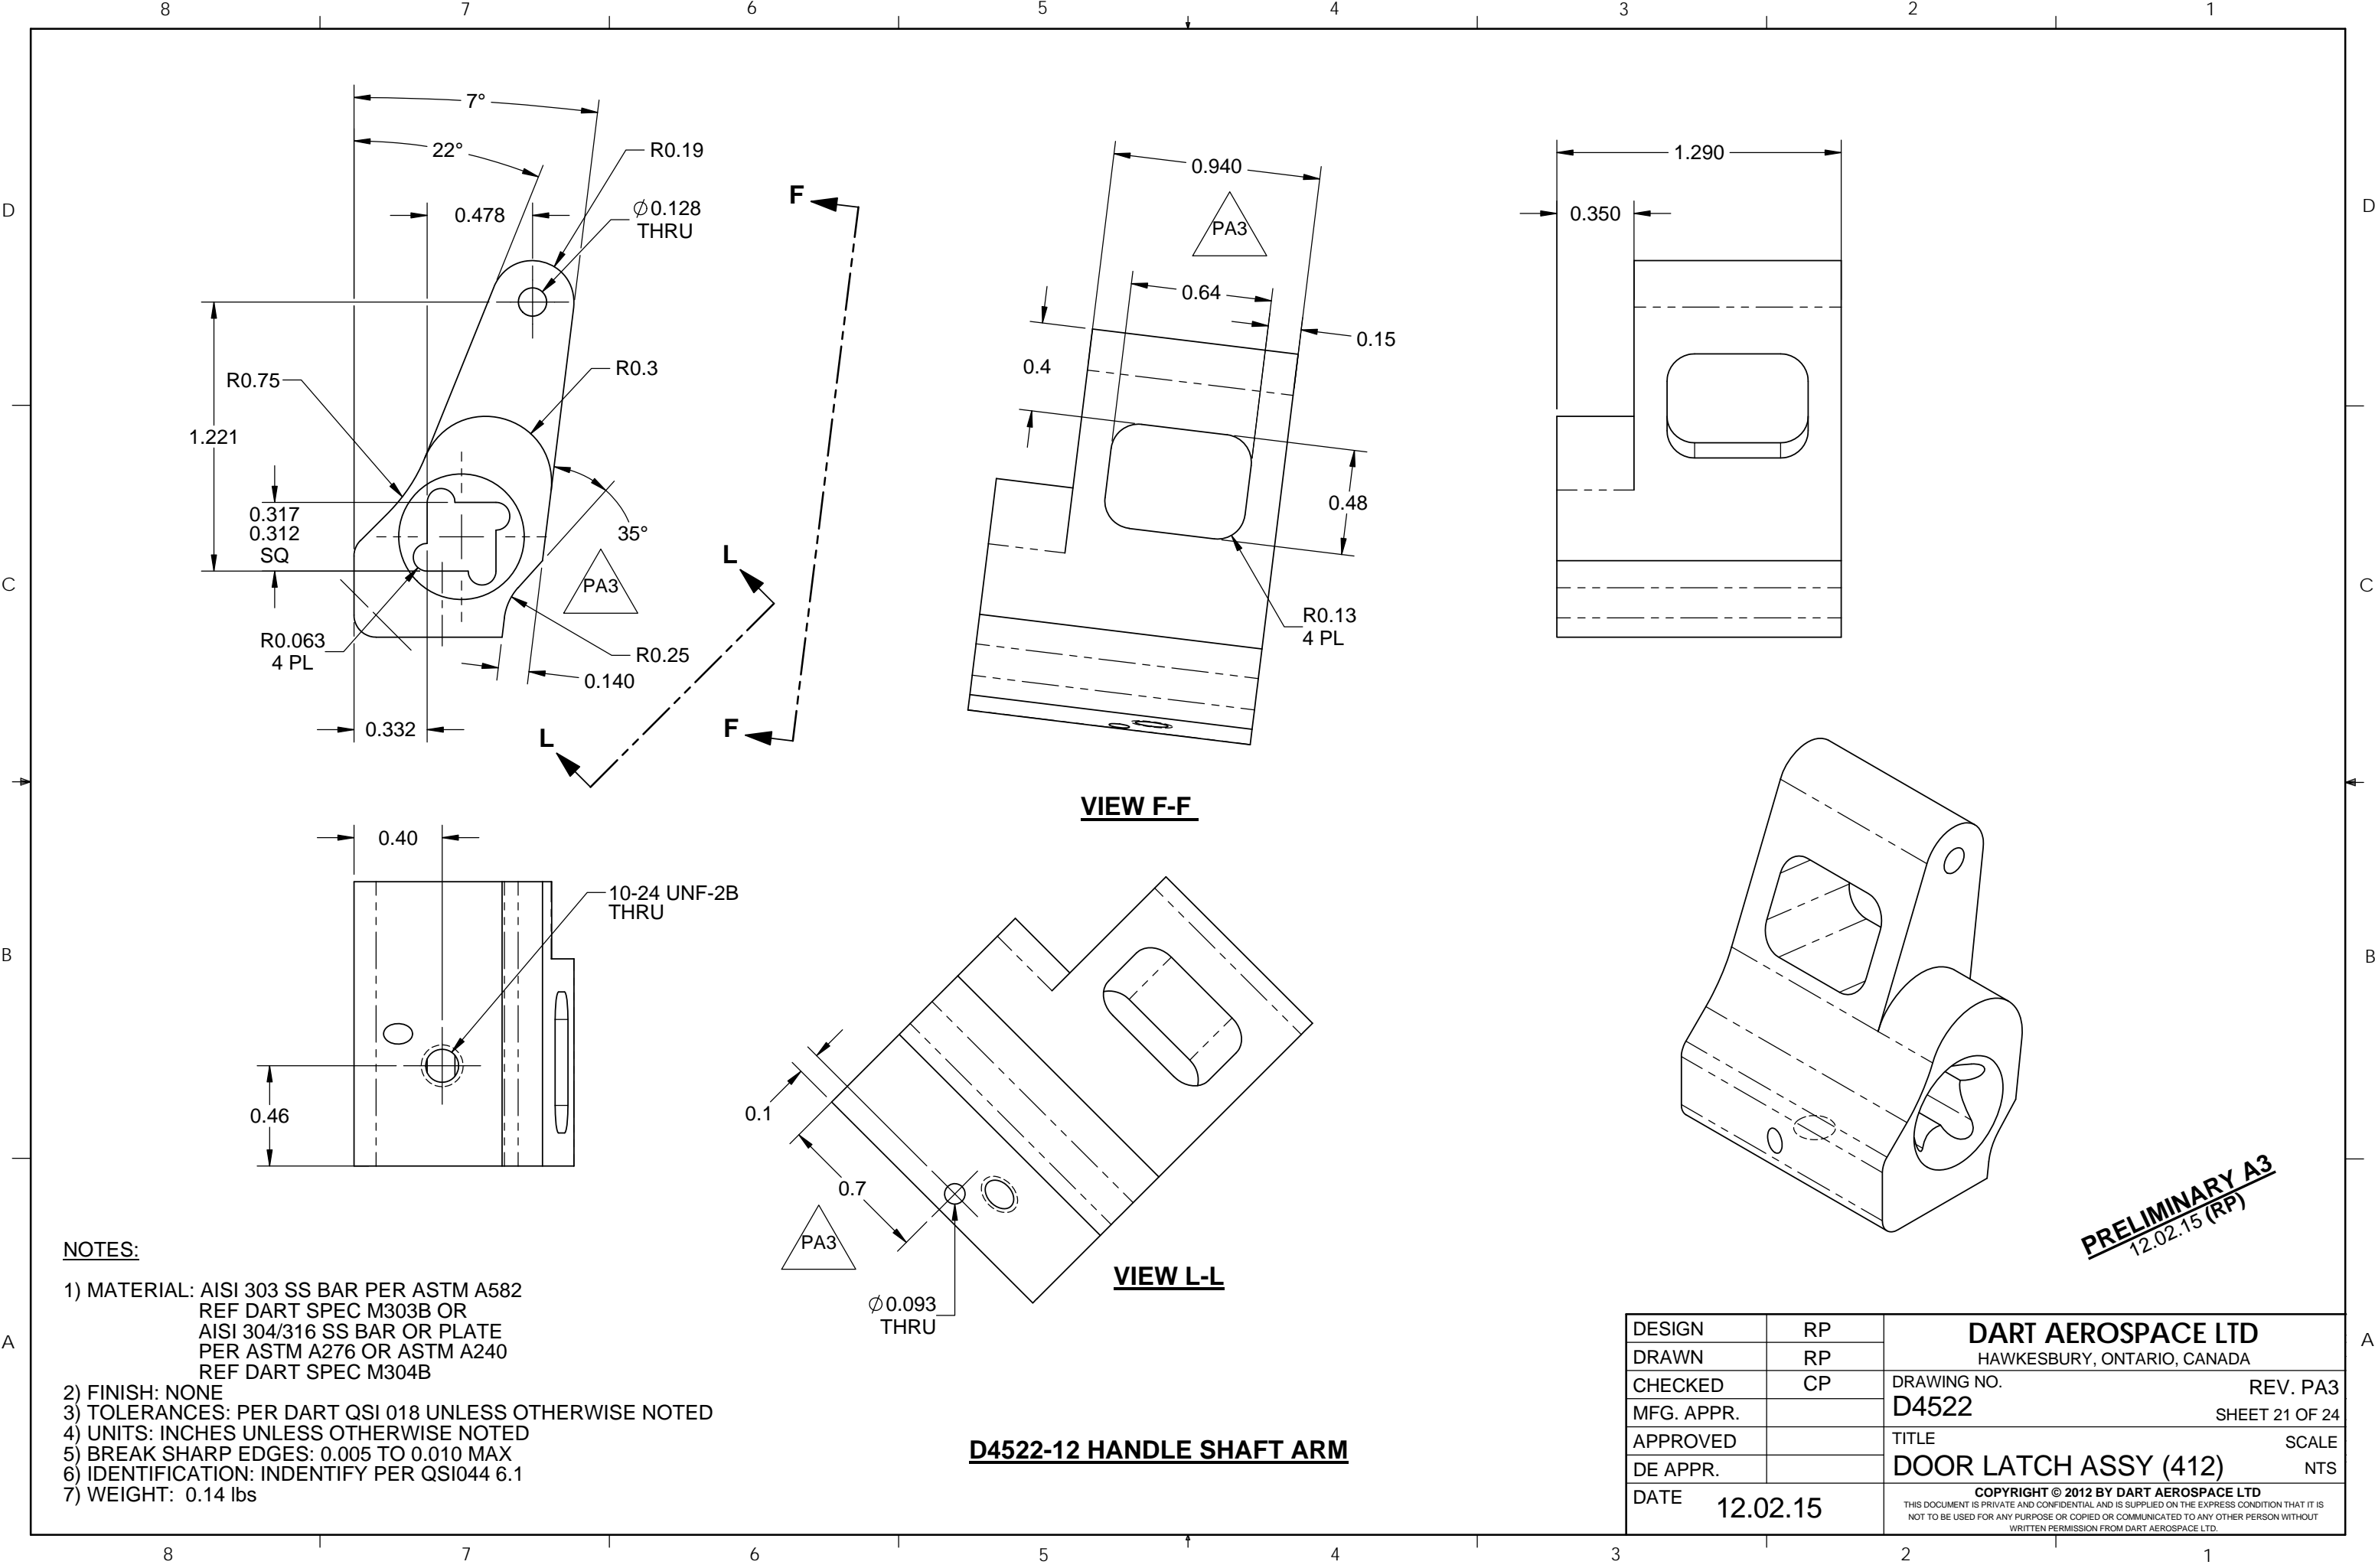 8 7 6 5 4 3 2 1
D
D
C
C
B
B
A
A
7°
22°
R0.19
0.478
Ø0.128
THRU
R0.75
R0.3
1.221
0.317
0.312
SQ
35°
PA3
R0.063
4 PL
R0.25
0.140
0.332
F
F
L
L
0.940
PA3
0.64
0.15
0.4
0.48
R0.13
4 PL
VIEW F-F
1.290
0.350
0.40
10-24 UNF-2B
THRU
0.46
0.1
0.7
PA3
Ø0.093
THRU
VIEW L-L
PRELIMINARY A3
12.02.15 (RP)
NOTES:
1) MATERIAL: AISI 303 SS BAR PER ASTM A582
REF DART SPEC M303B OR
AISI 304/316 SS BAR OR PLATE
PER ASTM A276 OR ASTM A240
REF DART SPEC M304B
2) FINISH: NONE
3) TOLERANCES: PER DART QSI 018 UNLESS OTHERWISE NOTED
4) UNITS: INCHES UNLESS OTHERWISE NOTED
5) BREAK SHARP EDGES: 0.005 TO 0.010 MAX
6) IDENTIFICATION: INDENTIFY PER QSI044 6.1
7) WEIGHT: 0.14 lbs
D4522-12 HANDLE SHAFT ARM
DESIGN RP
DRAWN RP
CHECKED CP
MFG. APPR.
APPROVED
DE APPR.
DATE 12.02.15
DART AEROSPACE LTD
HAWKESBURY, ONTARIO, CANADA
DRAWING NO. REV. PA3
D4522 SHEET 21 OF 24
TITLE SCALE
DOOR LATCH ASSY (412) NTS
COPYRIGHT © 2012 BY DART AEROSPACE LTD
THIS DOCUMENT IS PRIVATE AND CONFIDENTIAL AND IS SUPPLIED ON THE EXPRESS CONDITION THAT IT IS
NOT TO BE USED FOR ANY PURPOSE OR COPIED OR COMMUNICATED TO ANY OTHER PERSON WITHOUT
WRITTEN PERMISSION FROM DART AEROSPACE LTD.
8 7 6 5 4 3 2 1